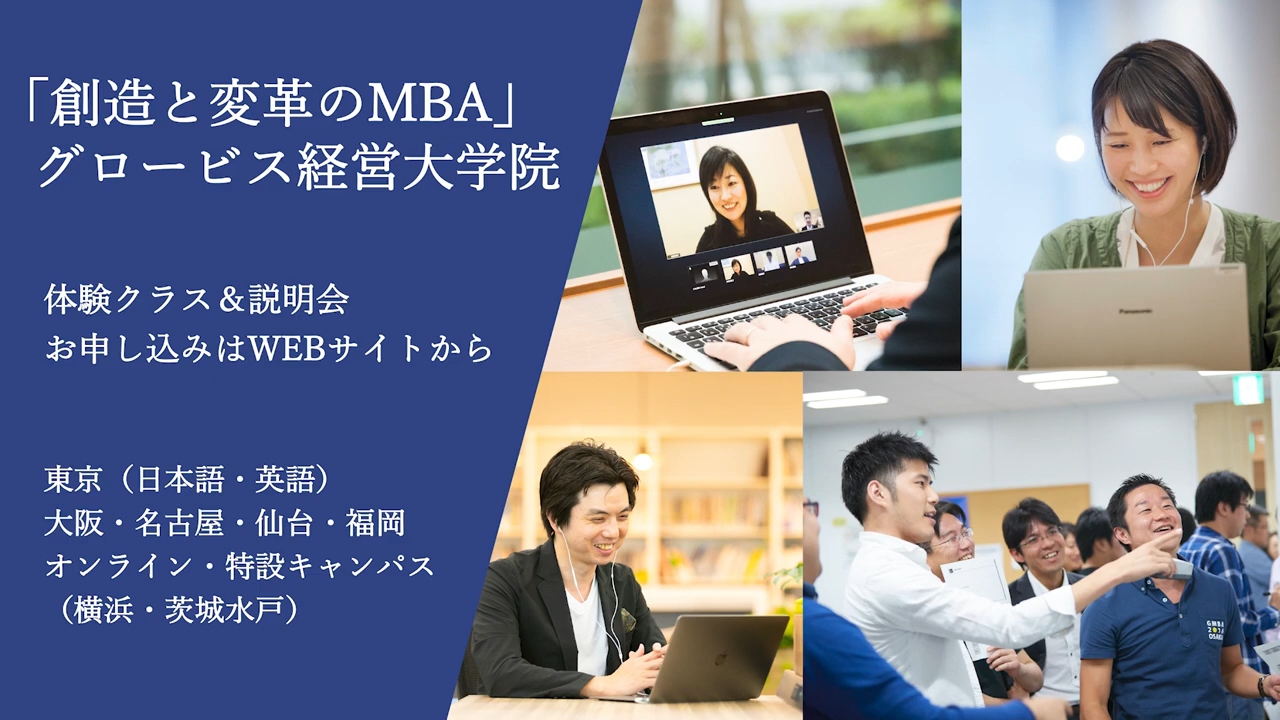 「創造と変革のMBA」
グロービス経営大学院
体験クラス＆説明会
お申し込みはWEBサイトから
東京（日本語・英語）
大阪・名古屋・仙台・福岡
オンライン・特設キャンパス
（横浜・茨城水戸）
Panasonic
GMBA